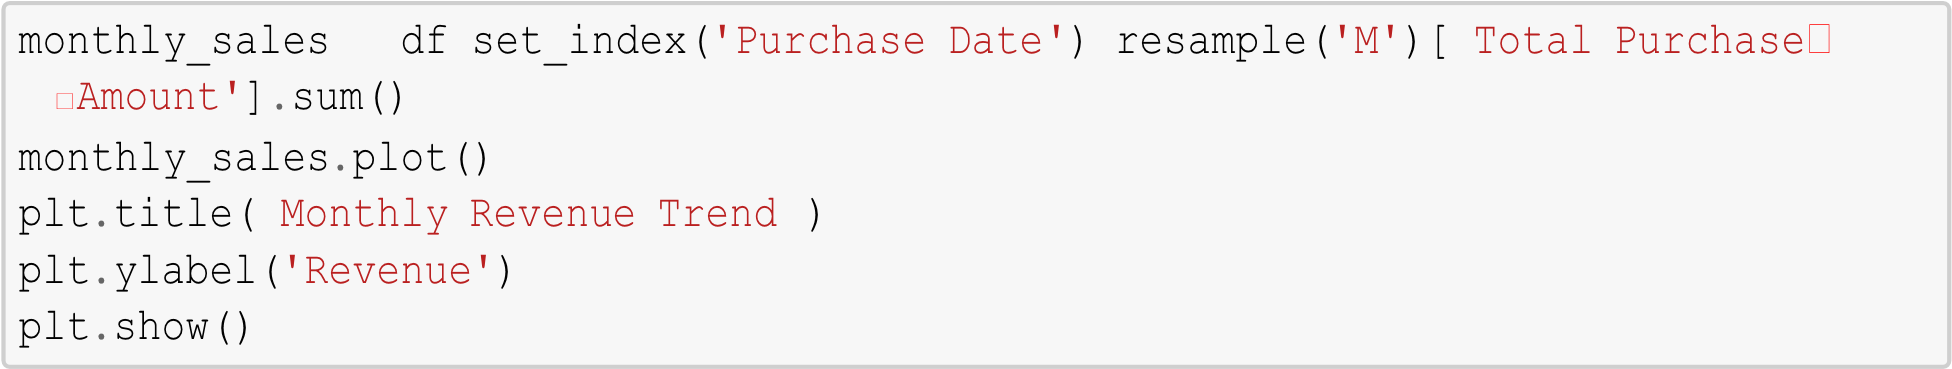 monthly_sales   df set_index('Purchase Date') resample('M')[ Total Purchase□
□Amount'].sum()
monthly_sales.plot()
plt.title( Monthly Revenue Trend )
plt.ylabel('Revenue')
plt.show()